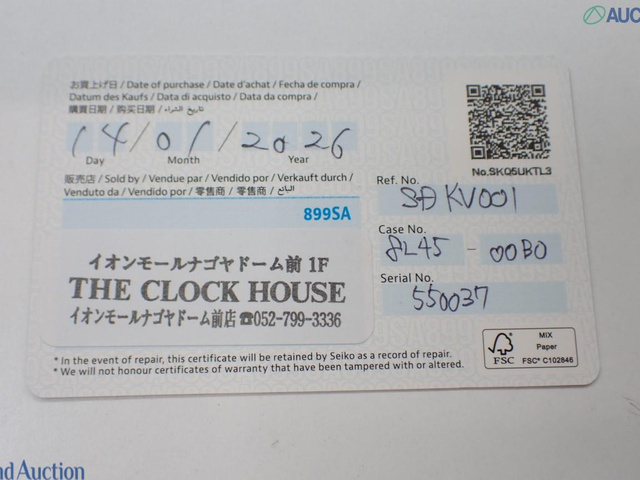 AUC
お買上げ日 / Date of purchase / Date d'achat / Fecha de compra /
Datum des Kaufs / Data di acquisto / Data da compra /
購買日期 / 购买日期 / تاريخ الشراء
14/01/2026
Day Month Year
No.SKQ5UKTL3
販売店 / Sold by / Vendue par / Vendido por / Verkauft durch /
Venduto da / Vendido por / 零售商 / 零售商 / البائع
899SA
イオンモールナゴヤドーム前 1F
THE CLOCK HOUSE
イオンモールナゴヤドーム前店 ☎052-799-3336
Ref. No.
SBKV001
Case No.
8L45 - 00B0
Serial No.
550037
* In the event of repair, this certificate will be retained by Seiko as a record of repair.
* We will not honour certificates of warranty that have been tampered with or altered.
FSC
MIX
Paper
FSC® C102846
nd Auction